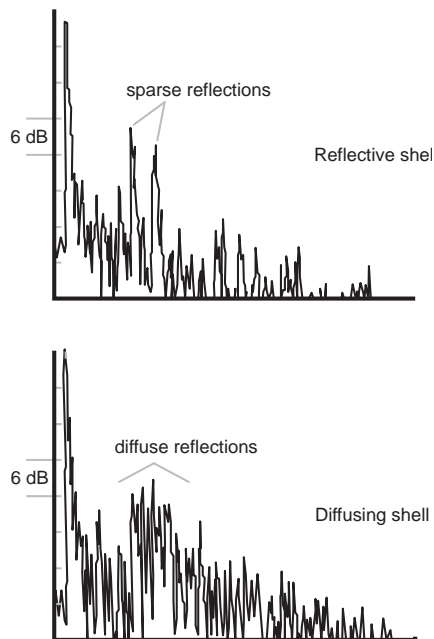 sparse reflections
6 dB
Reflective shel
diffuse reflections
6 dB
Diffusing shell